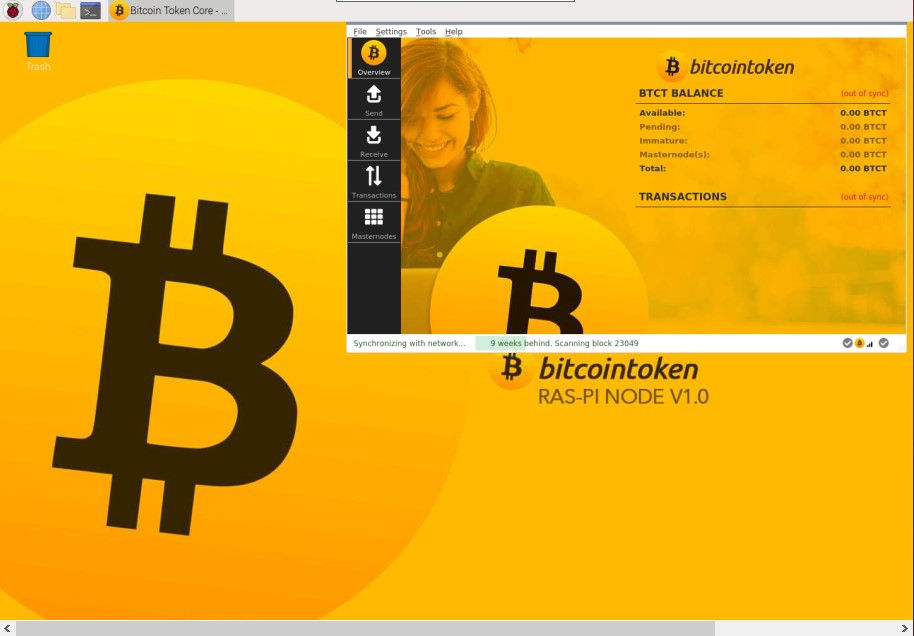 Bitcoin Token Core - ...
Trash
File Settings Tools Help
Overview
Send
Receive
Transactions
Masternodes
bitcointoken
BTCT BALANCE (out of sync)
Available: 0.00 BTCT
Pending: 0.00 BTCT
Immature: 0.00 BTCT
Masternode(s): 0.00 BTCT
Total: 0.00 BTCT
TRANSACTIONS (out of sync)
Synchronizing with network... 9 weeks behind. Scanning block 23049
bitcointoken
RAS-PI NODE V1.0